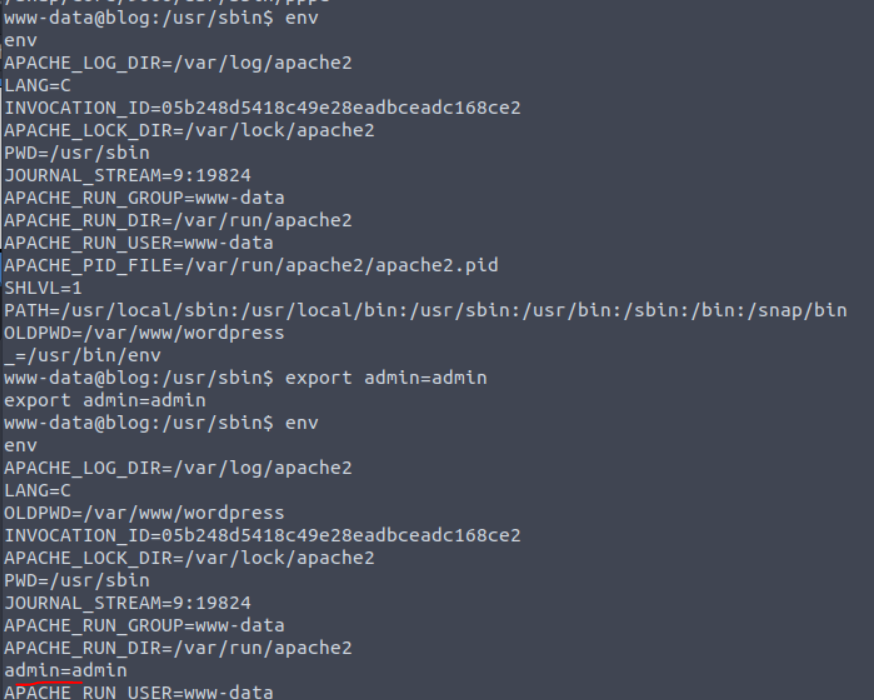 www-data@blog:/usr/sbin$ env
env
APACHE_LOG_DIR=/var/log/apache2
LANG=C
INVOCATION_ID=05b248d5418c49e28eadbceadc168ce2
APACHE_LOCK_DIR=/var/lock/apache2
PWD=/usr/sbin
JOURNAL_STREAM=9:19824
APACHE_RUN_GROUP=www-data
APACHE_RUN_DIR=/var/run/apache2
APACHE_RUN_USER=www-data
APACHE_PID_FILE=/var/run/apache2/apache2.pid
SHLVL=1
PATH=/usr/local/sbin:/usr/local/bin:/usr/sbin:/usr/bin:/sbin:/bin:/snap/bin
OLDPWD=/var/www/wordpress
_=/usr/bin/env
www-data@blog:/usr/sbin$ export admin=admin
export admin=admin
www-data@blog:/usr/sbin$ env
env
APACHE_LOG_DIR=/var/log/apache2
LANG=C
OLDPWD=/var/www/wordpress
INVOCATION_ID=05b248d5418c49e28eadbceadc168ce2
APACHE_LOCK_DIR=/var/lock/apache2
PWD=/usr/sbin
JOURNAL_STREAM=9:19824
APACHE_RUN_GROUP=www-data
APACHE_RUN_DIR=/var/run/apache2
admin=admin
APACHE_RUN_USER=www-data